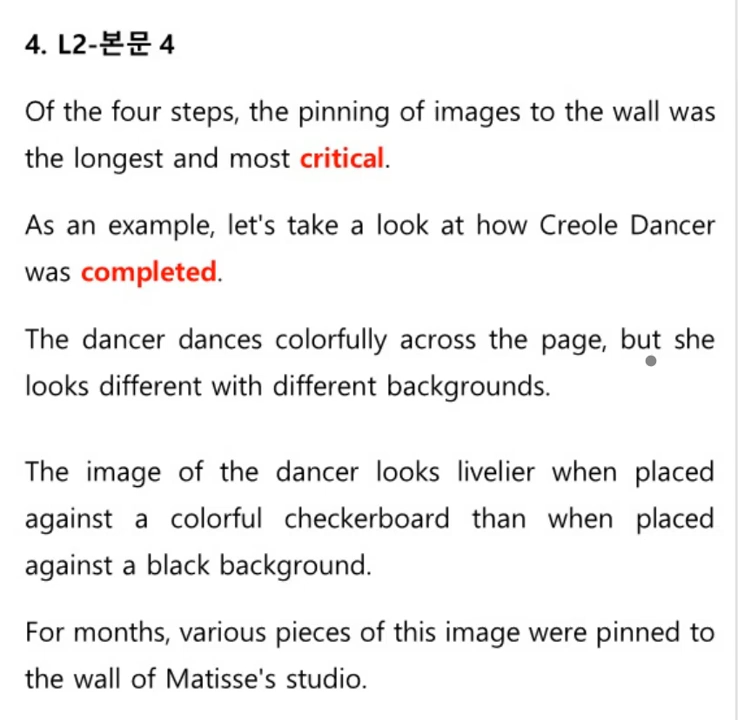 4. L2-본문 4
Of the four steps, the pinning of images to the wall was
the longest and most critical.
As an example, let's take a look at how Creole Dancer
was completed.
The dancer dances colorfully across the page, but she
looks different with different backgrounds.
The image of the dancer looks livelier when placed
against a colorful checkerboard than when placed
against a black background.
For months, various pieces of this image were pinned to
the wall of Matisse's studio.